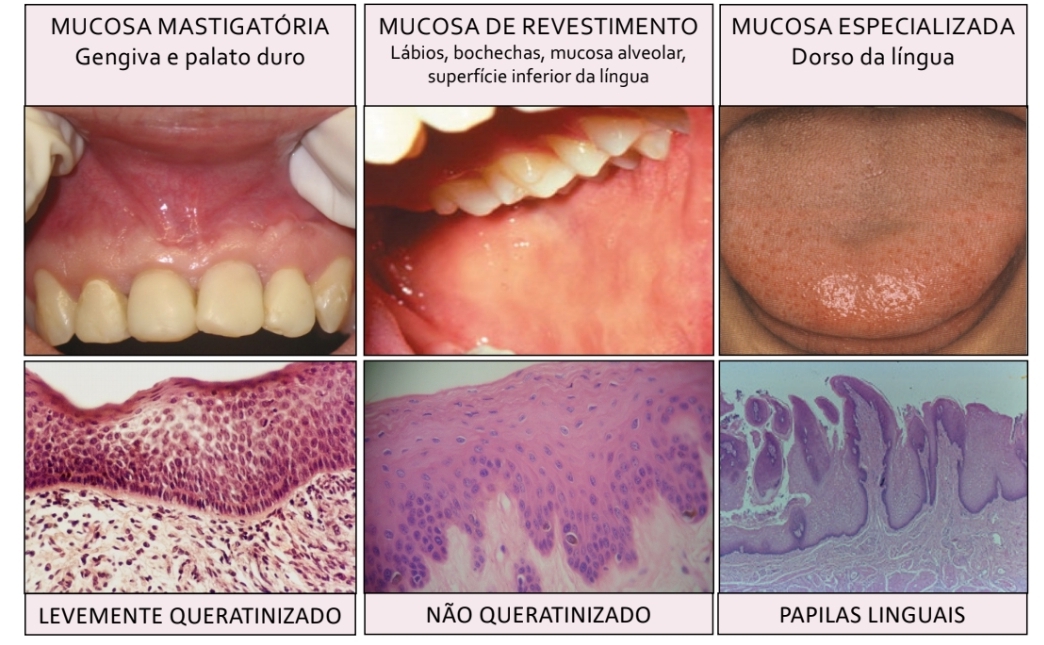 MUCOSA MASTIGATÓRIA
Gengiva e palato duro
MUCOSA DE REVESTIMENTO
Lábios, bochechas, mucosa alveolar,
superfície inferior da língua
MUCOSA ESPECIALIZADA
Dorso da língua
LEVEMENTE QUERATINIZADO
NÃO QUERATINIZADO
PAPILAS LINGUAIS